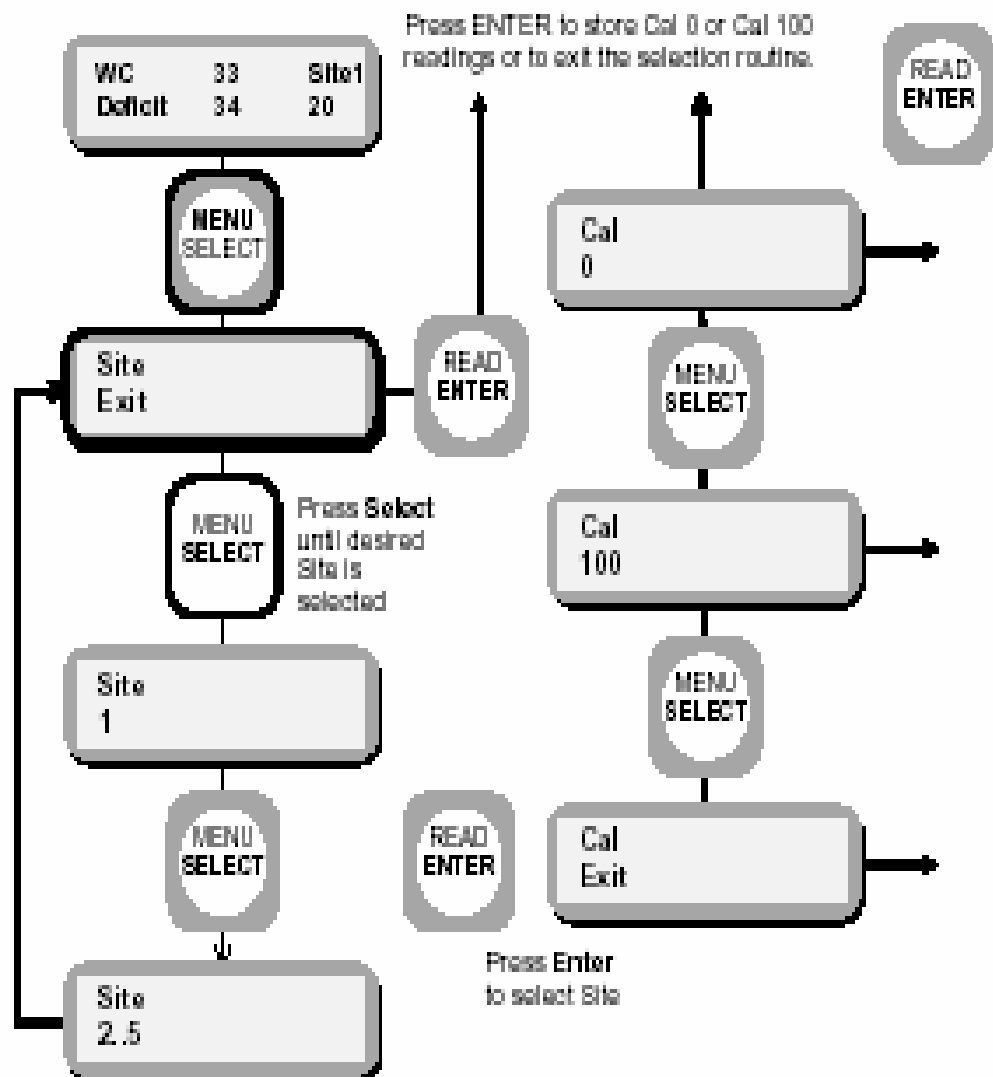 Press ENTER to store Cal 0 or Cal 100
readings or to exit the selection routine.
WC 33 Site1
Deficit 34 20
READ
ENTER
MENU
SELECT
Cal
0
Site
Exit
READ
ENTER
MENU
SELECT
MENU
SELECT
Press Select
until desired
Site is
selected
Cal
100
Site
1
MENU
SELECT
MENU
SELECT
READ
ENTER
Cal
Exit
Press Enter
to select Site
Site
2..5